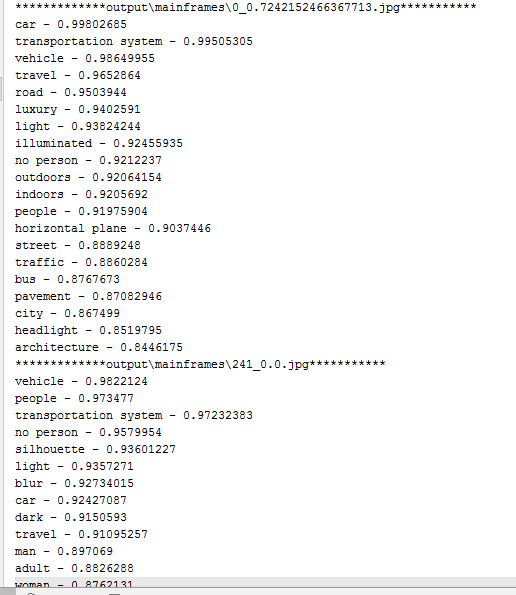 *************output\mainframes\0_0.7242152466367713.jpg***********
car - 0.99802685
transportation system - 0.99505305
vehicle - 0.98649955
travel - 0.9652864
road - 0.9503944
luxury - 0.9402591
light - 0.93824244
illuminated - 0.92455935
no person - 0.9212237
outdoors - 0.92064154
indoors - 0.9205692
people - 0.91975904
horizontal plane - 0.9037446
street - 0.8889248
traffic - 0.8860284
bus - 0.8767673
pavement - 0.87082946
city - 0.867499
headlight - 0.8519795
architecture - 0.8446175
*************output\mainframes\241_0.0.jpg***********
vehicle - 0.9822124
people - 0.973477
transportation system - 0.97232383
no person - 0.9579954
silhouette - 0.93601227
light - 0.9357271
blur - 0.92734015
car - 0.92427087
dark - 0.9150593
travel - 0.91095257
man - 0.897069
adult - 0.8826288
woman - 0.8762131